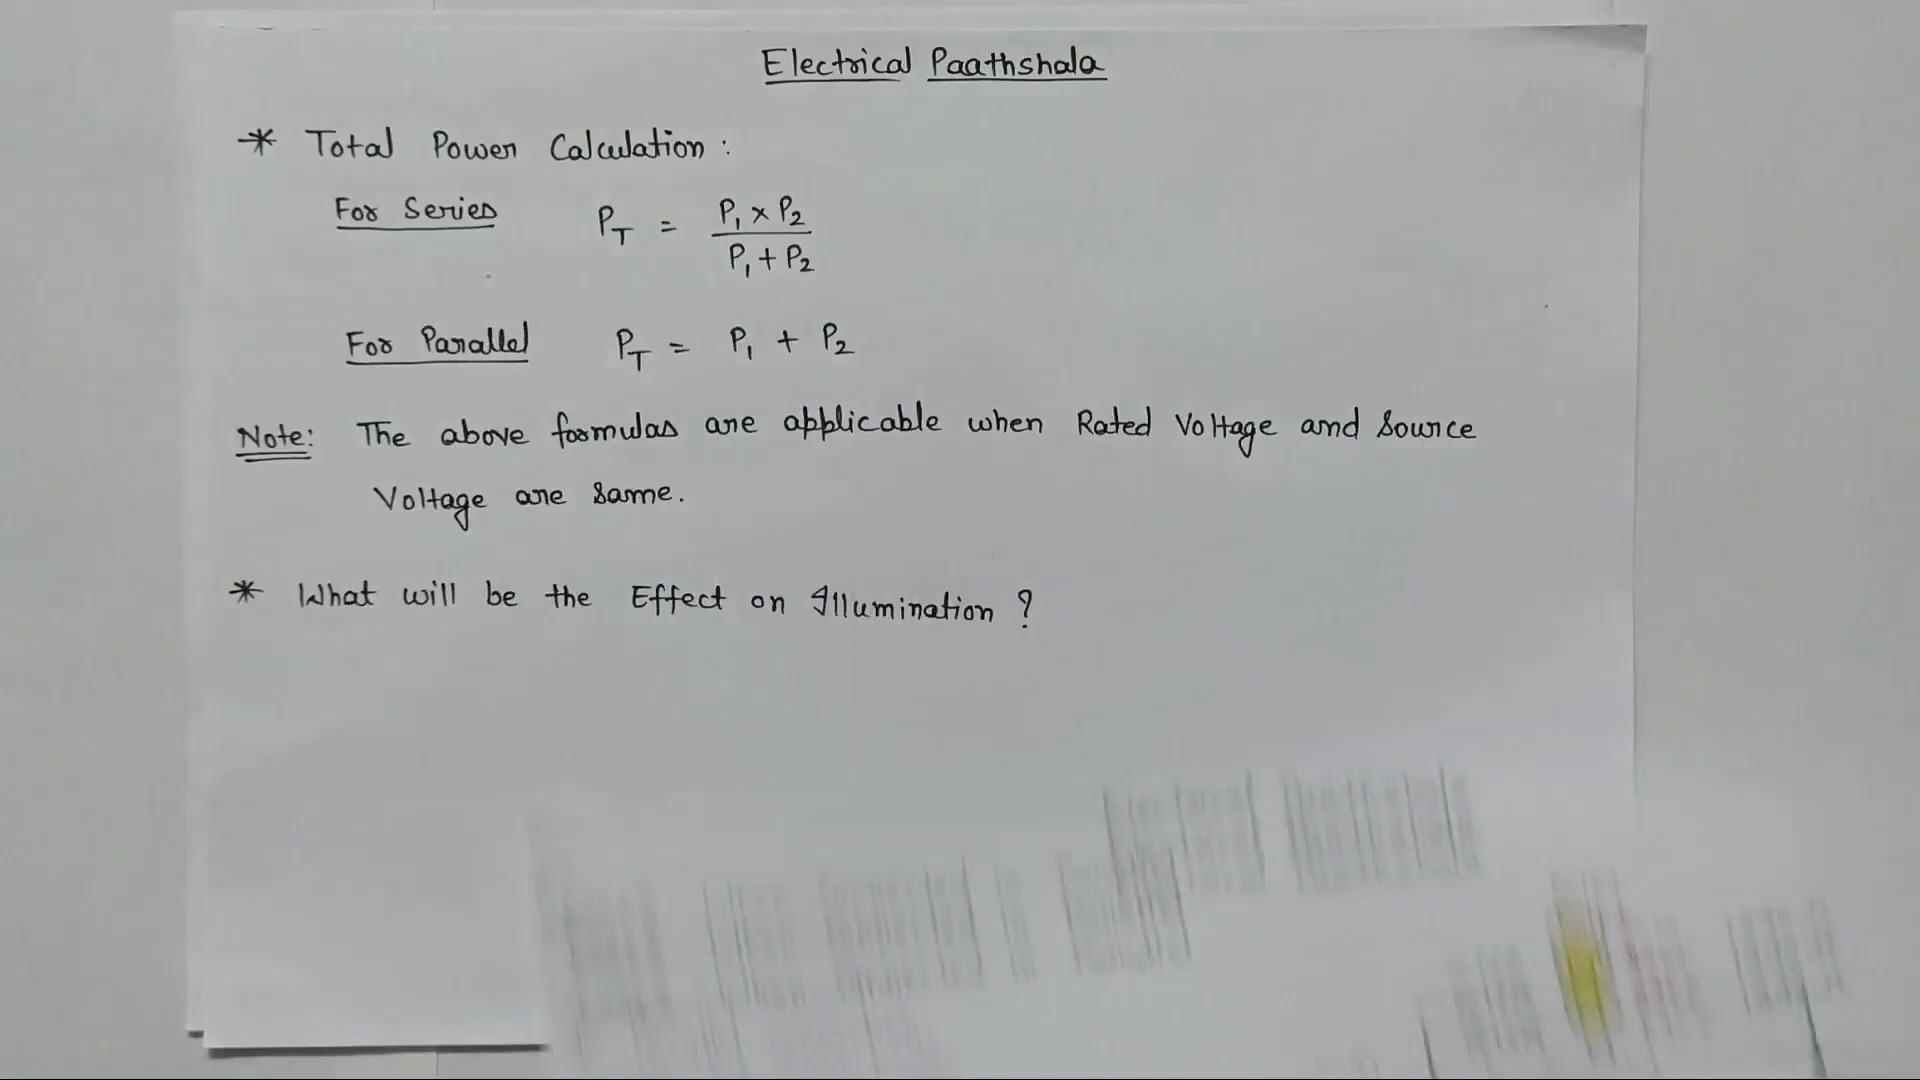 Electrical Paathshala
* Total Power Calculation :
For Series P_T = (P_1 × P_2) / (P_1 + P_2)
For Parallel P_T = P_1 + P_2
Note: The above formulas are applicable when Rated Voltage and Source
Voltage are same.
* What will be the Effect on Illumination ?